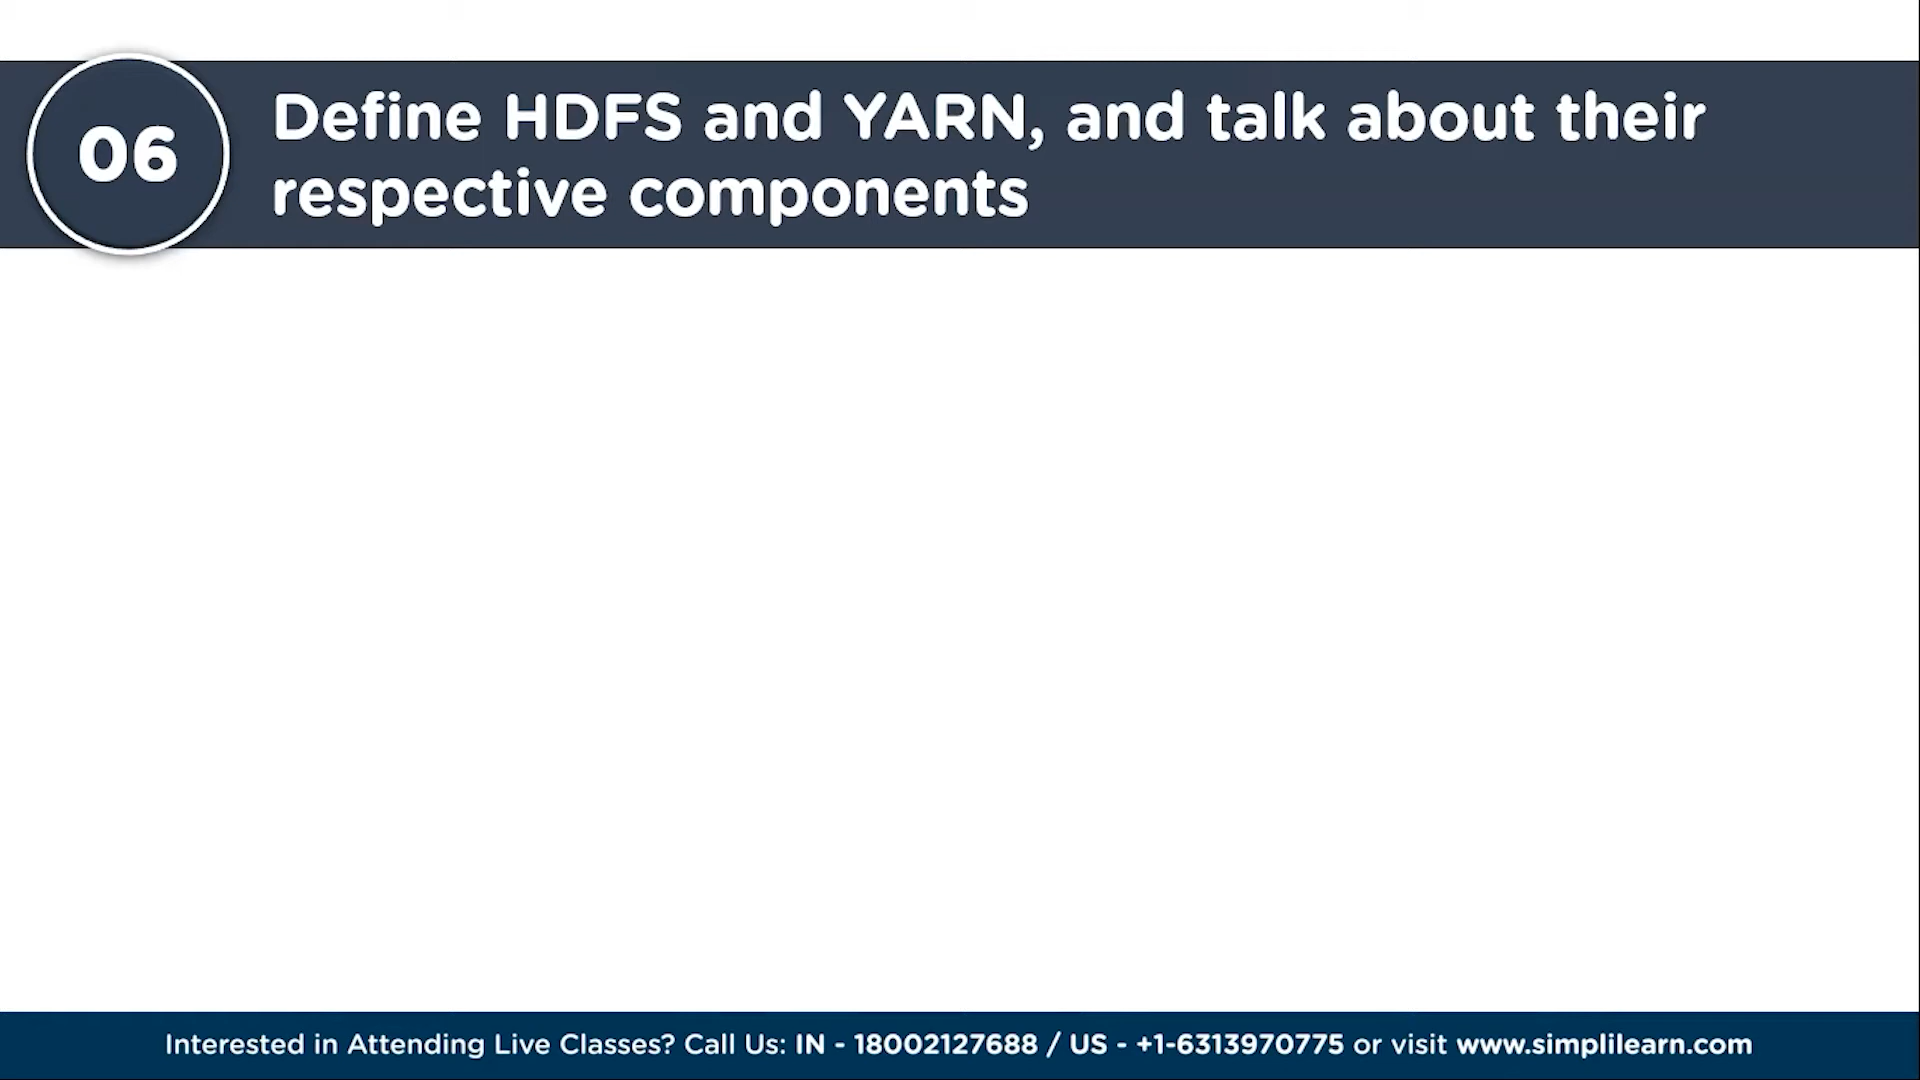 06
Define HDFS and YARN, and talk about their
respective components
Interested in Attending Live Classes? Call Us: IN - 18002127688 / US - +1-6313970775 or visit www.simplilearn.com